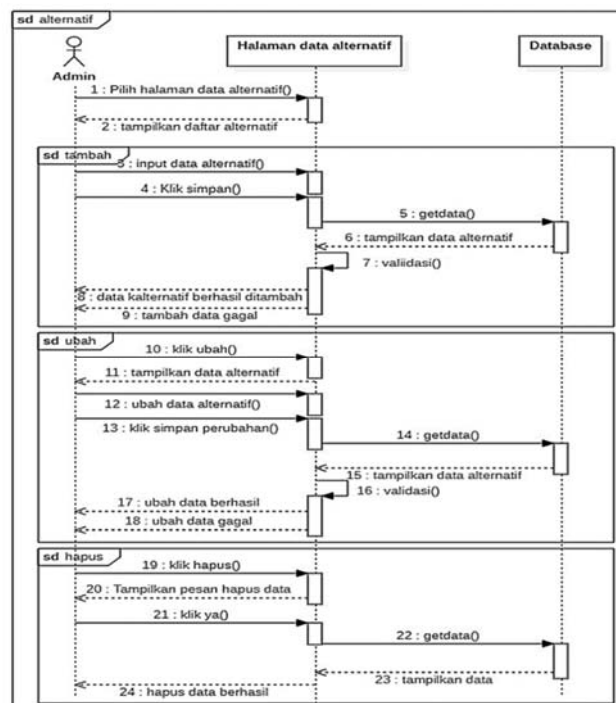 sd alternatif
Halaman data alternatif
Database
Admin
1 : Pilih halaman data alternatif()
2 : tampilkan daftar alternatif
sd tambah
3 : input data alternatif()
4 : Klik simpan()
5 : getdata()
6 : tampilkan data alternatif
7 : valiidasi()
8 : data kalternatif berhasil ditambah
9 : tambah data gagal
sd ubah
10 : klik ubah()
11 : tampilkan data alternatif
12 : ubah data alternatif()
13 : klik simpan perubahan()
14 : getdata()
15 : tampilkan data alternatif
16 : validasi()
17 : ubah data berhasil
18 : ubah data gagal
sd hapus
19 : klik hapus()
20 : Tampilkan pesan hapus data
21 : klik ya()
22 : getdata()
23 : tampilkan data
24 : hapus data berhasil